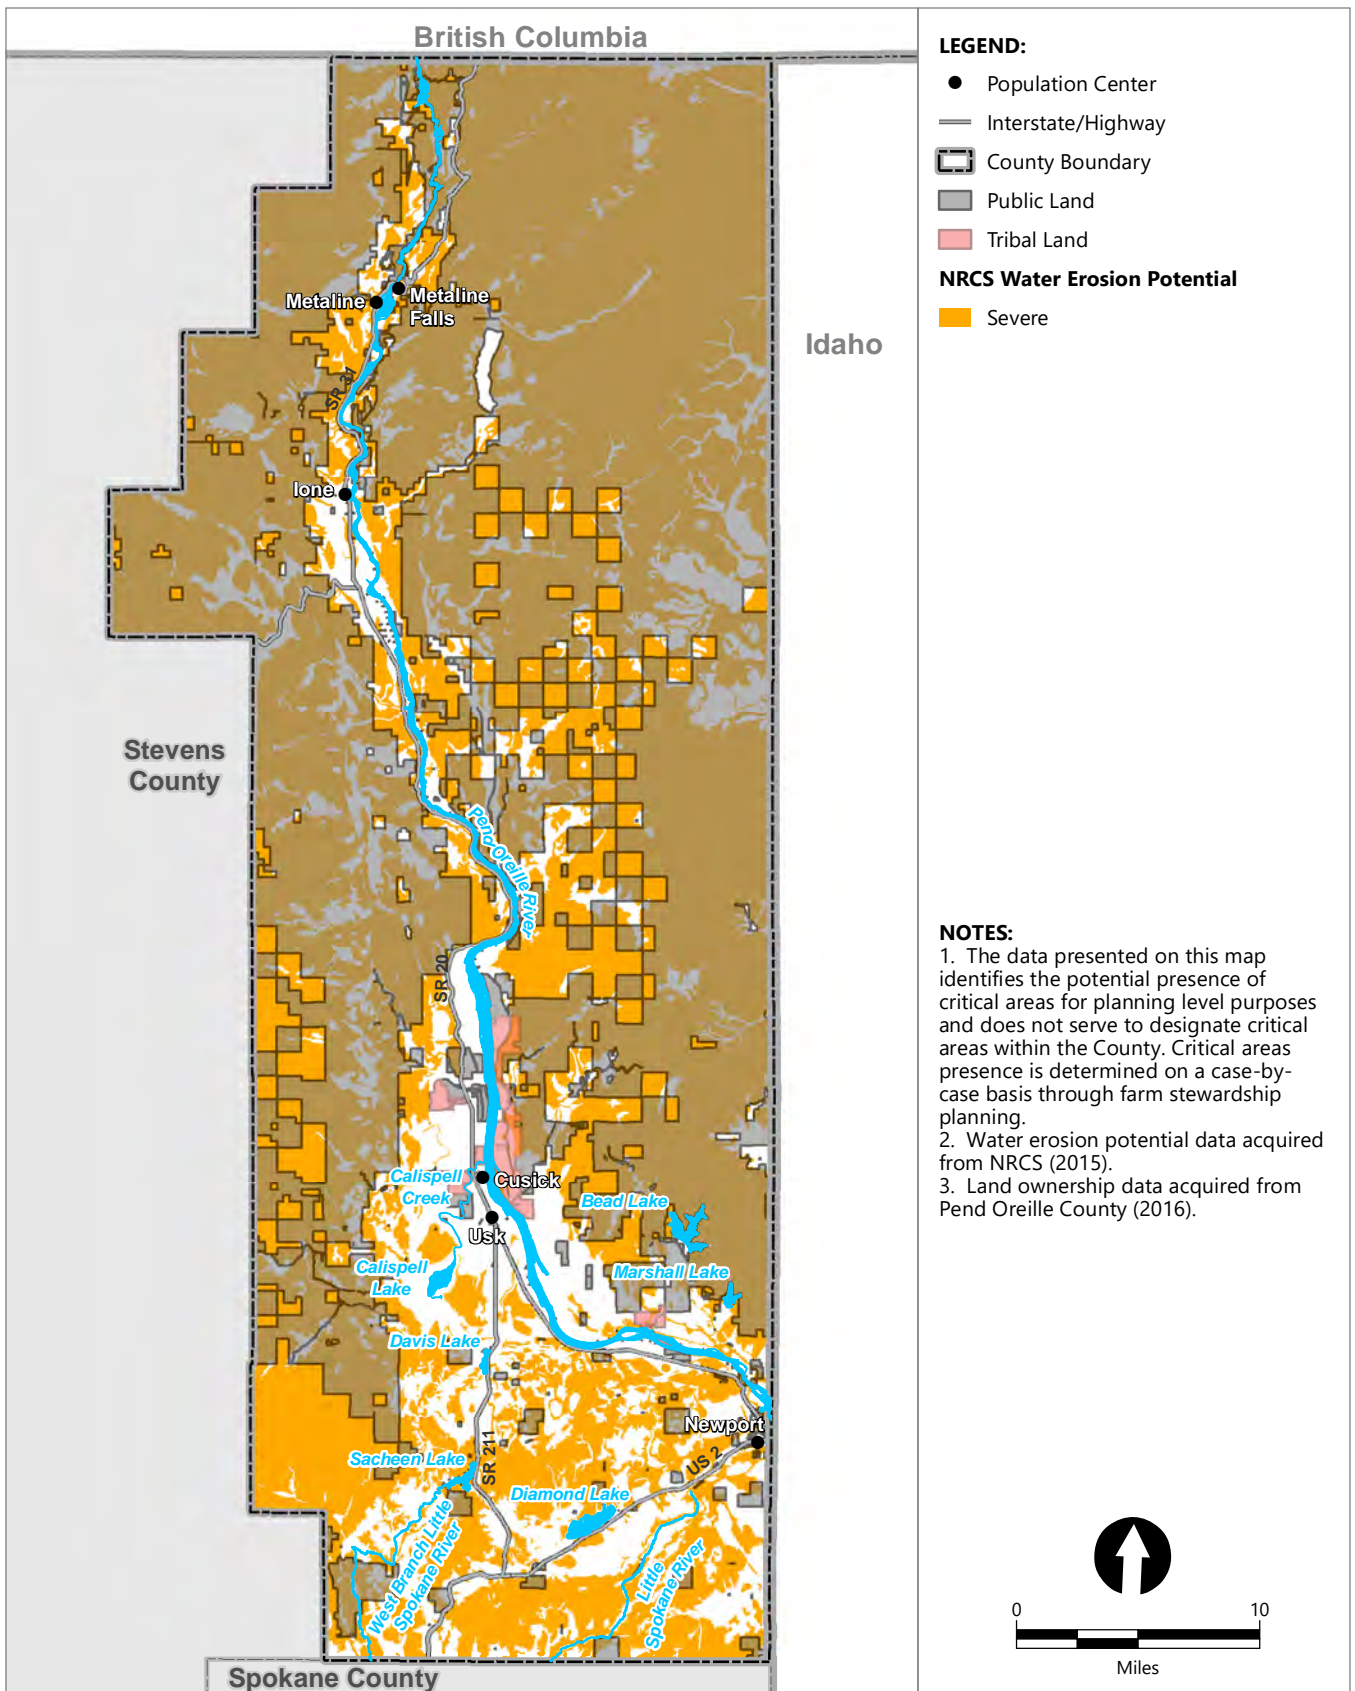 British Columbia
Idaho
Stevens
County
Spokane County
Metaline
Metaline
Falls
SR 31
Ione
Pend Oreille River
SR 20
Calispell
Creek
Cusick
Usk
Bead Lake
Calispell
Lake
Marshall Lake
Davis Lake
Newport
Sacheen Lake
SR 211
US 2
Diamond Lake
West Branch Little
Spokane River
Little
Spokane River
LEGEND:
Population Center
Interstate/Highway
County Boundary
Public Land
Tribal Land
NRCS Water Erosion Potential
Severe
NOTES:
1. The data presented on this map
identifies the potential presence of
critical areas for planning level purposes
and does not serve to designate critical
areas within the County. Critical areas
presence is determined on a case-by-
case basis through farm stewardship
planning.
2. Water erosion potential data acquired
from NRCS (2015).
3. Land ownership data acquired from
Pend Oreille County (2016).
0 10
Miles